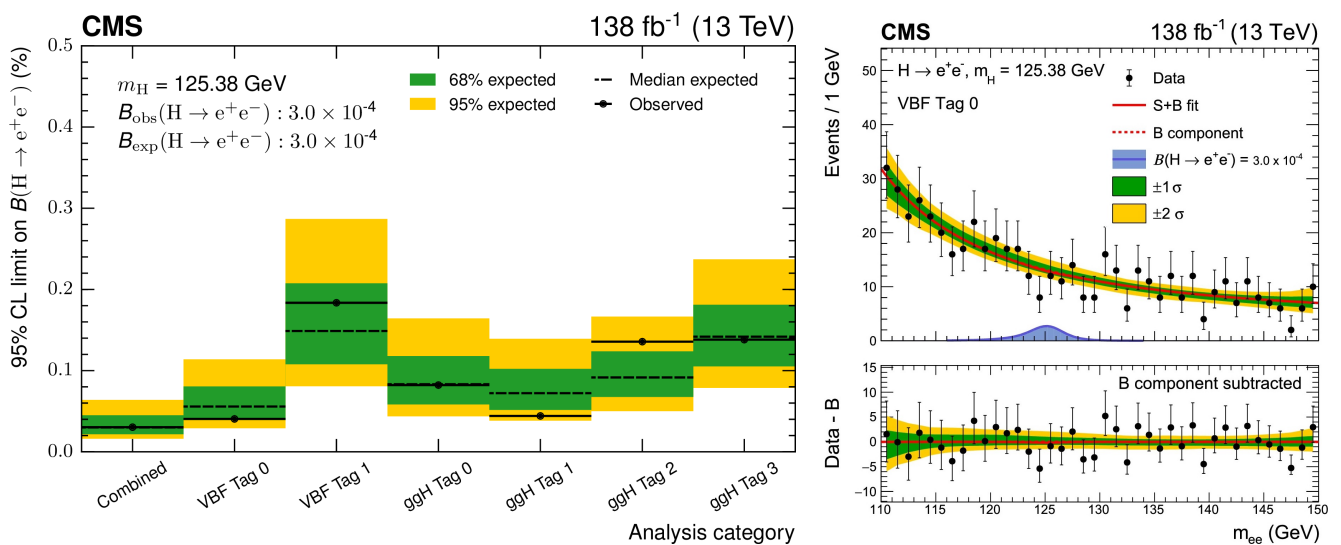 CMS 138 fb⁻¹ (13 TeV)
0.5
0.4
0.3
0.2
0.1
0.0
95% CL limit on B(H → e⁺e⁻) (%)
m_H = 125.38 GeV
B_obs(H → e⁺e⁻) : 3.0 × 10⁻⁴
B_exp(H → e⁺e⁻) : 3.0 × 10⁻⁴
68% expected
95% expected
Median expected
Observed
Combined
VBF Tag 0
VBF Tag 1
ggH Tag 0
ggH Tag 1
ggH Tag 2
ggH Tag 3
Analysis category
CMS 138 fb⁻¹ (13 TeV)
Events / 1 GeV
50
40
30
20
10
0
H → e⁺e⁻, m_H = 125.38 GeV
VBF Tag 0
Data
S+B fit
B component
B(H → e⁺e⁻) = 3.0 x 10⁻⁴
±1 σ
±2 σ
Data - B
15
10
5
0
−5
−10
B component subtracted
110 115 120 125 130 135 140 145 150
m_ee (GeV)